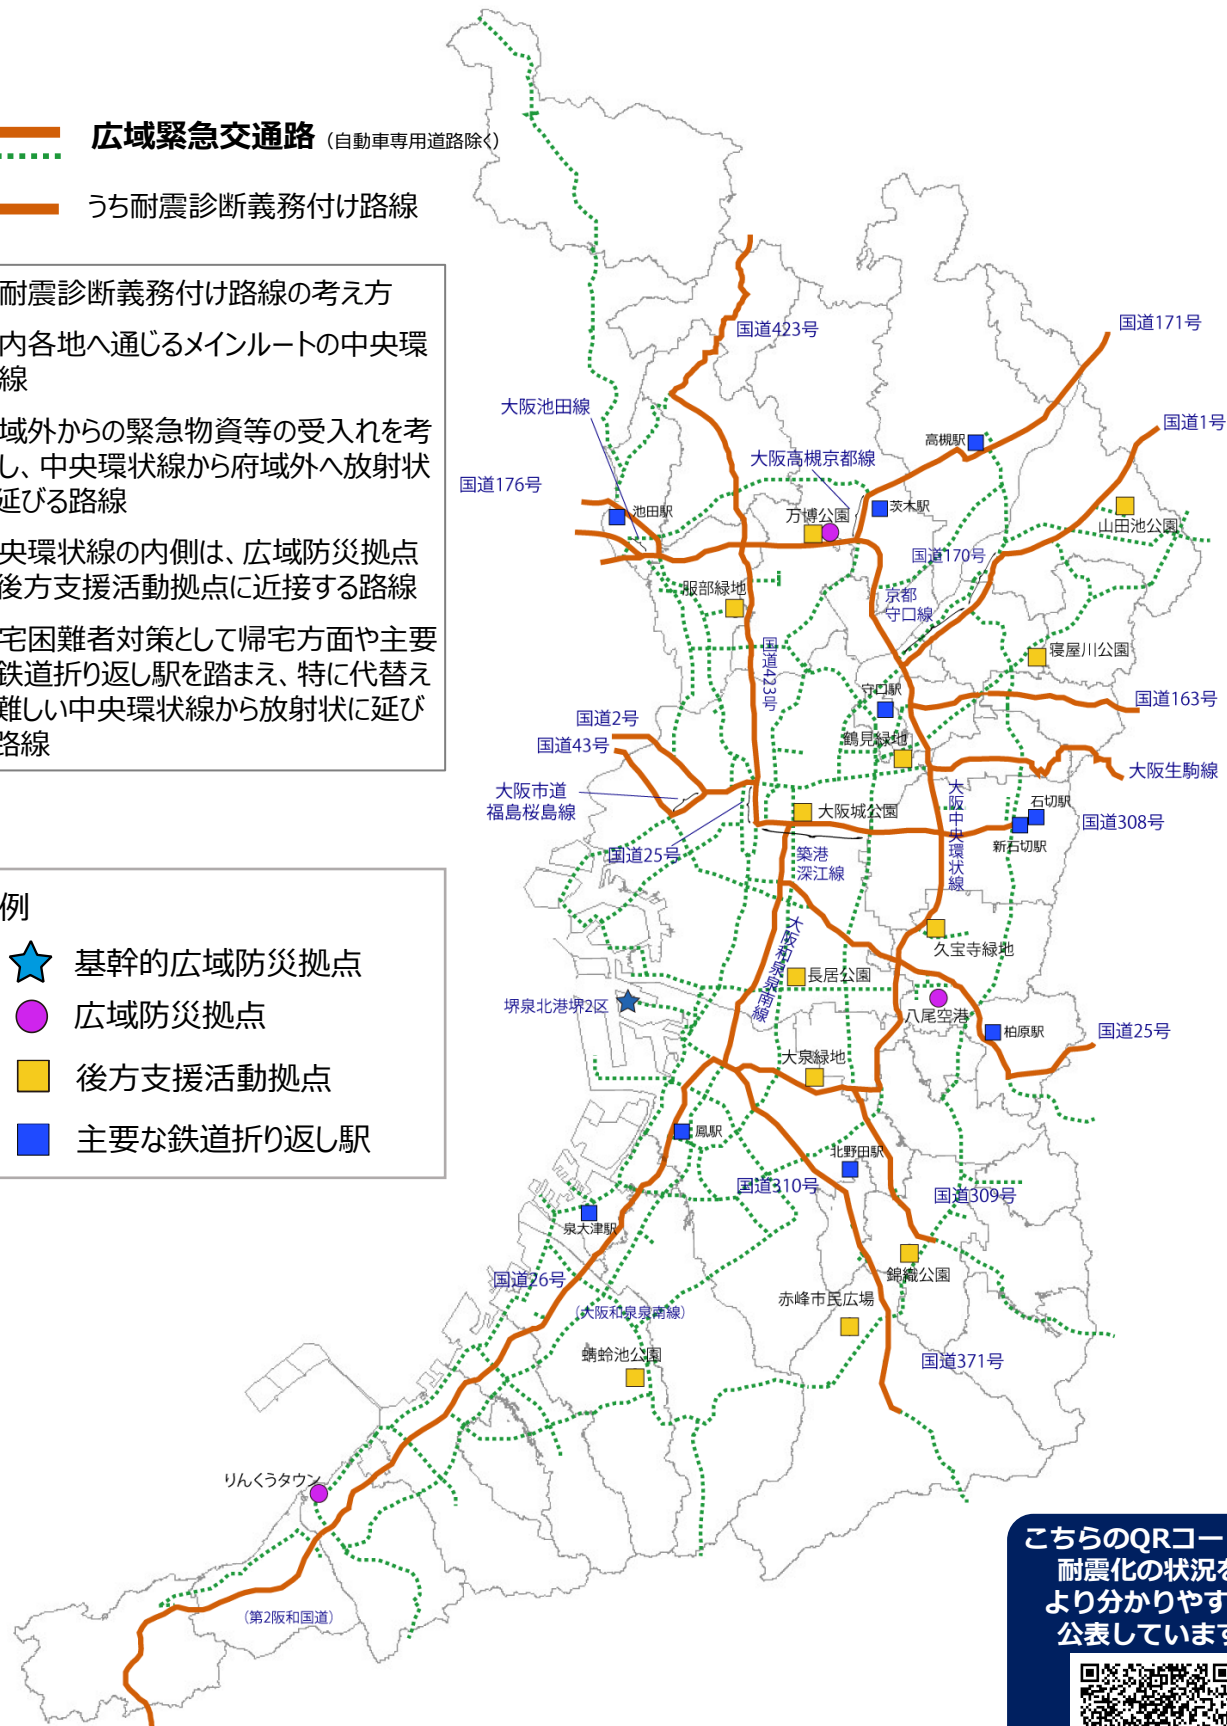 広域緊急交通路 (自動車専用道路除く)
うち耐震診断義務付け路線
耐震診断義務付け路線の考え方
内各地へ通じるメインルートの中央環
線
域外からの緊急物資等の受入れを考
し、中央環状線から府域外へ放射状
延びる路線
央環状線の内側は、広域防災拠点
後方支援活動拠点に近接する路線
宅困難者対策として帰宅方面や主要
鉄道折り返し駅を踏まえ、特に代替え
難しい中央環状線から放射状に延び
路線
例
基幹的広域防災拠点
広域防災拠点
後方支援活動拠点
主要な鉄道折り返し駅
国道423号
国道171号
大阪池田線
国道1号
高槻駅
大阪高槻京都線
国道176号
池田駅
茨木駅
万博公園
山田池公園
国道170号
服部緑地
京都
守口線
国道423号
寝屋川公園
守口駅
国道163号
国道2号
鶴見緑地
国道43号
大阪生駒線
大阪市道
福島桜島線
大阪中央環状線
石切駅
大阪城公園
国道308号
新石切駅
国道25号
築港
深江線
大阪和泉泉南線
久宝寺緑地
長居公園
堺泉北港堺2区
八尾空港
柏原駅
国道25号
大泉緑地
鳳駅
北野田駅
国道310号
国道309号
泉大津駅
錦織公園
国道26号
赤峰市民広場
(大阪和泉泉南線)
蜻蛉池公園
国道371号
りんくうタウン
(第2阪和国道)
こちらのQRコー
耐震化の状況を
より分かりやす
公表しています